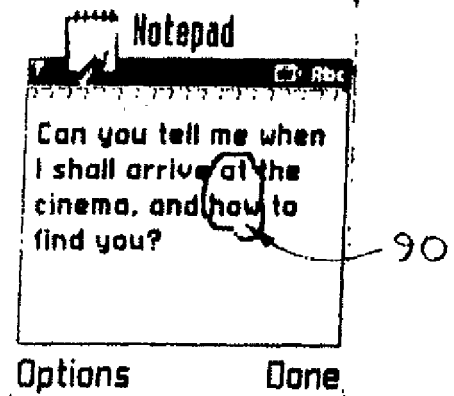 Notepad
Abc
Can you tell me when
I shall arrive at the
cinema, and how to
find you?
90
Options Done